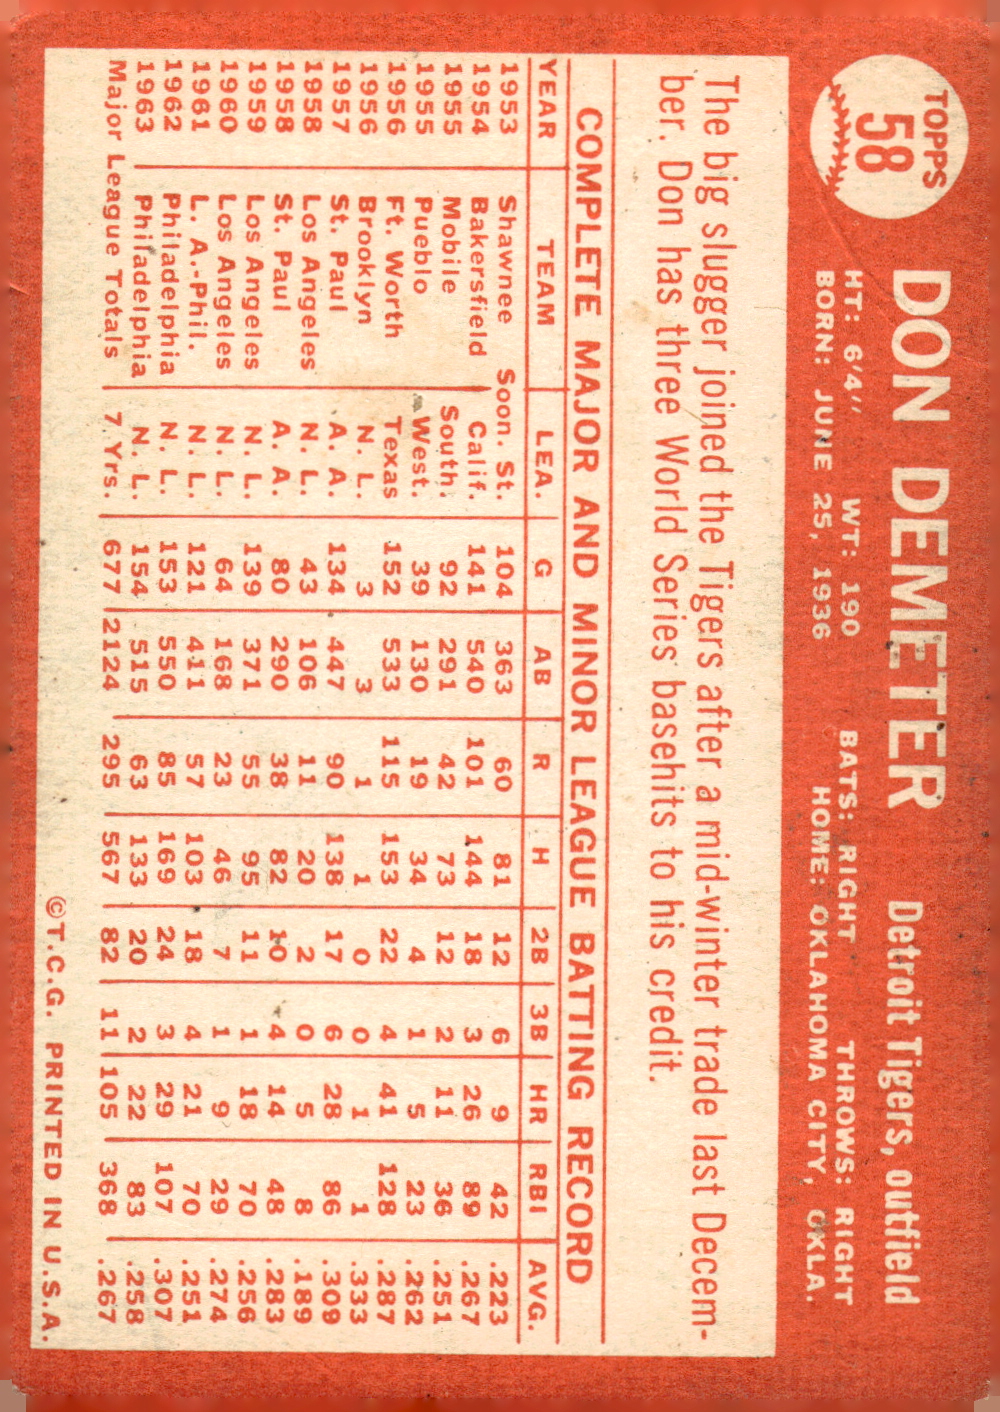 TOPPS
58
DON DEMETER Detroit Tigers, outfield
HT: 6'4" WT: 190 BATS: RIGHT THROWS: RIGHT
BORN: JUNE 25, 1936 HOME: OKLAHOMA CITY, OKLA.
The big slugger joined the Tigers after a mid-winter trade last Decem-
ber. Don has three World Series basehits to his credit.
COMPLETE MAJOR AND MINOR LEAGUE BATTING RECORD
YEAR TEAM LEA. G AB R H 2B 3B HR RBI AVG.
1953 Shawnee Soon. St. 104 363 60 81 12 6 9 42 .223
1954 Bakersfield Calif. 141 540 101 144 18 3 26 89 .267
1955 Mobile South. 92 291 42 73 12 2 11 36 .251
1955 Pueblo West. 39 130 19 34 4 1 5 23 .262
1956 Ft. Worth Texas 152 533 115 153 22 4 41 128 .287
1956 Brooklyn N. L. 3 3 1 1 0 0 1 1 .333
1957 St. Paul A. A. 134 447 90 138 17 6 28 86 .309
1958 Los Angeles N. L. 43 106 11 20 2 0 5 8 .189
1958 St. Paul A. A. 80 290 38 82 10 4 14 48 .283
1959 Los Angeles N. L. 139 371 55 95 11 1 18 70 .256
1960 Los Angeles N. L. 64 168 23 46 7 1 9 29 .274
1961 L. A.-Phil. N. L. 121 411 57 103 18 4 21 70 .251
1962 Philadelphia N. L. 153 550 85 169 24 3 29 107 .307
1963 Philadelphia N. L. 154 515 63 133 20 2 22 83 .258
Major League Totals 7 Yrs. 677 2124 295 567 82 11 105 368 .267
©T.C.G. PRINTED IN U.S.A.